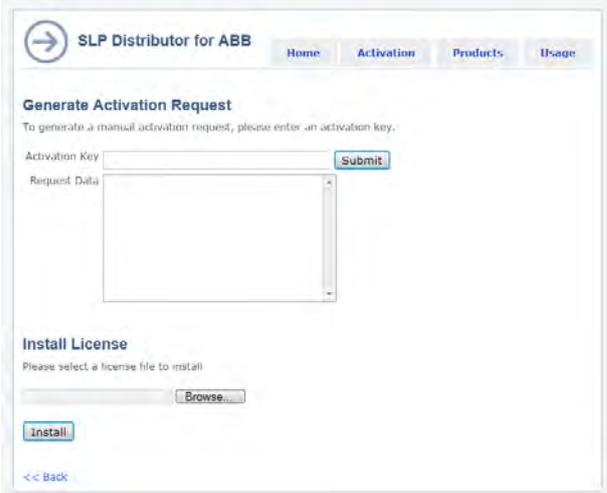 SLP Distributor for ABB
Home Activation Products Usage
Generate Activation Request
To generate a manual activation request, please enter an activation key.
Activation Key
Submit
Request Data
Install License
Please select a license file to install
Browse...
Install
<< Back